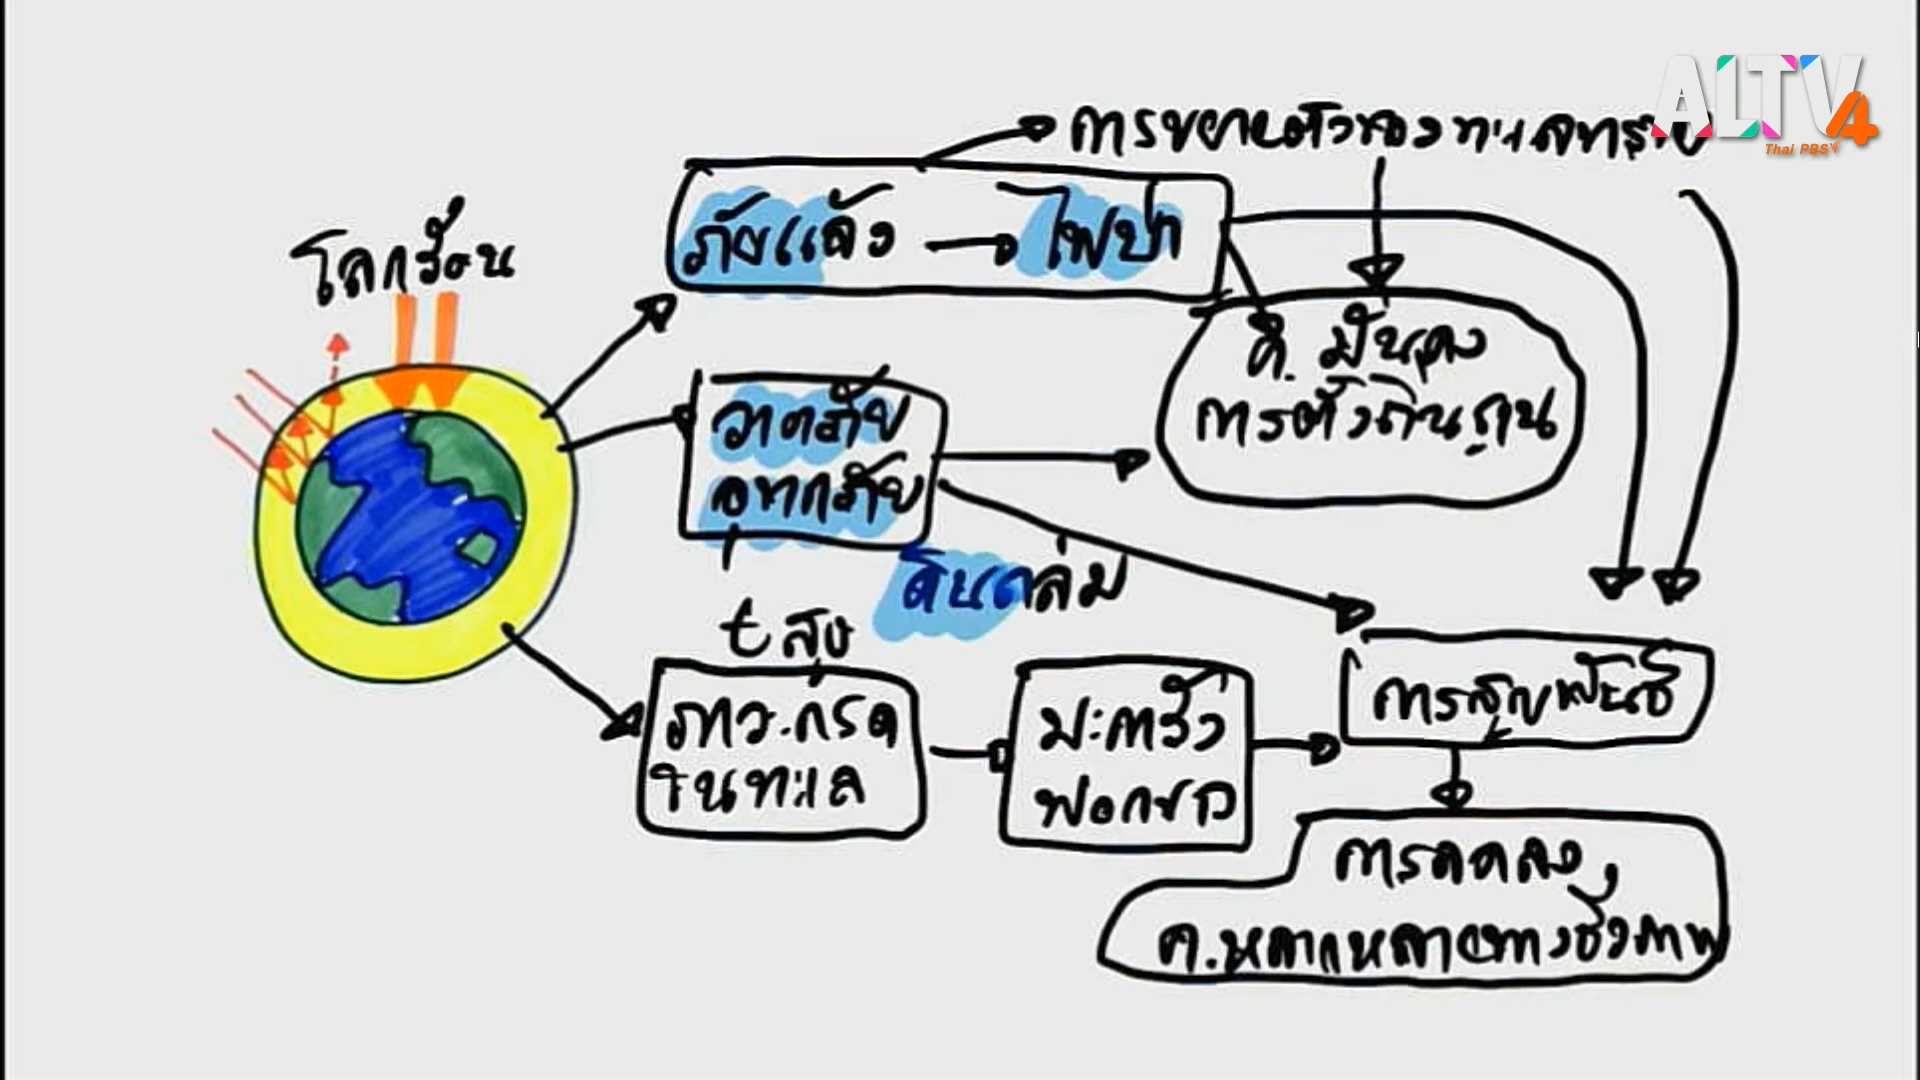 ALTV 4
Thai PBS
การขยายตัวของทะเลทราย
โลกร้อน
ภัยแล้ง ไฟป่า
ค. มั่นคง
การตั้งถิ่นฐาน
วาตภัย
อุทกภัย
ดินถล่ม
t สูง
ภาวะกรด
ในทะเล
ปะการัง
ฟอกขาว
การสูญพันธุ์
การลดลง
ค.หลากหลายทางชีวภาพ